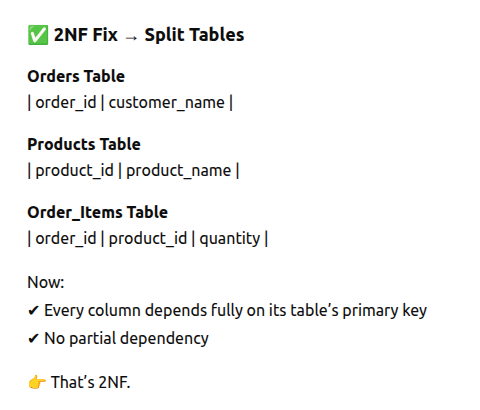 ✅ 2NF Fix → Split Tables
Orders Table
| order_id | customer_name |
Products Table
| product_id | product_name |
Order_Items Table
| order_id | product_id | quantity |
Now:
✔ Every column depends fully on its table’s primary key
✔ No partial dependency
👉 That’s 2NF.